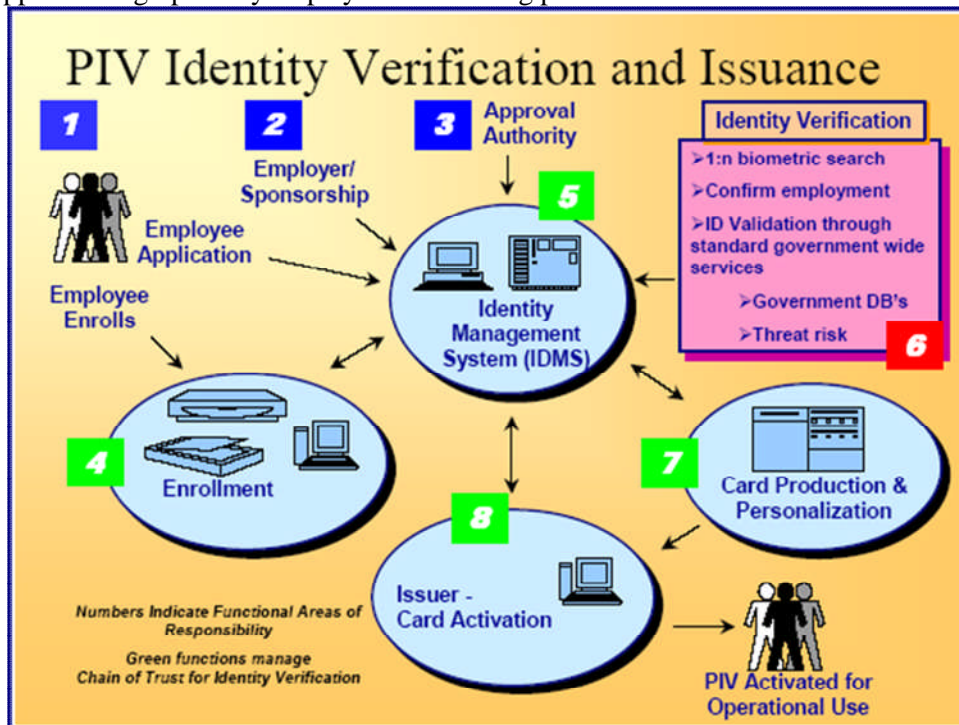 PIV Identity Verification and Issuance
1
2
3
Approval
Authority
Identity Verification
➢1:n biometric search
➢Confirm employment
➢ID Validation through
standard government wide
services
➢Government DB's
➢Threat risk
6
Employer/
Sponsorship
5
Employee
Application
Employee
Enrolls
Identity
Management
System (IDMS)
4
Enrollment
7
Card Production &
Personalization
8
Issuer -
Card Activation
Numbers Indicate Functional Areas of
Responsibility
Green functions manage
Chain of Trust for Identity Verification
PIV Activated for
Operational Use